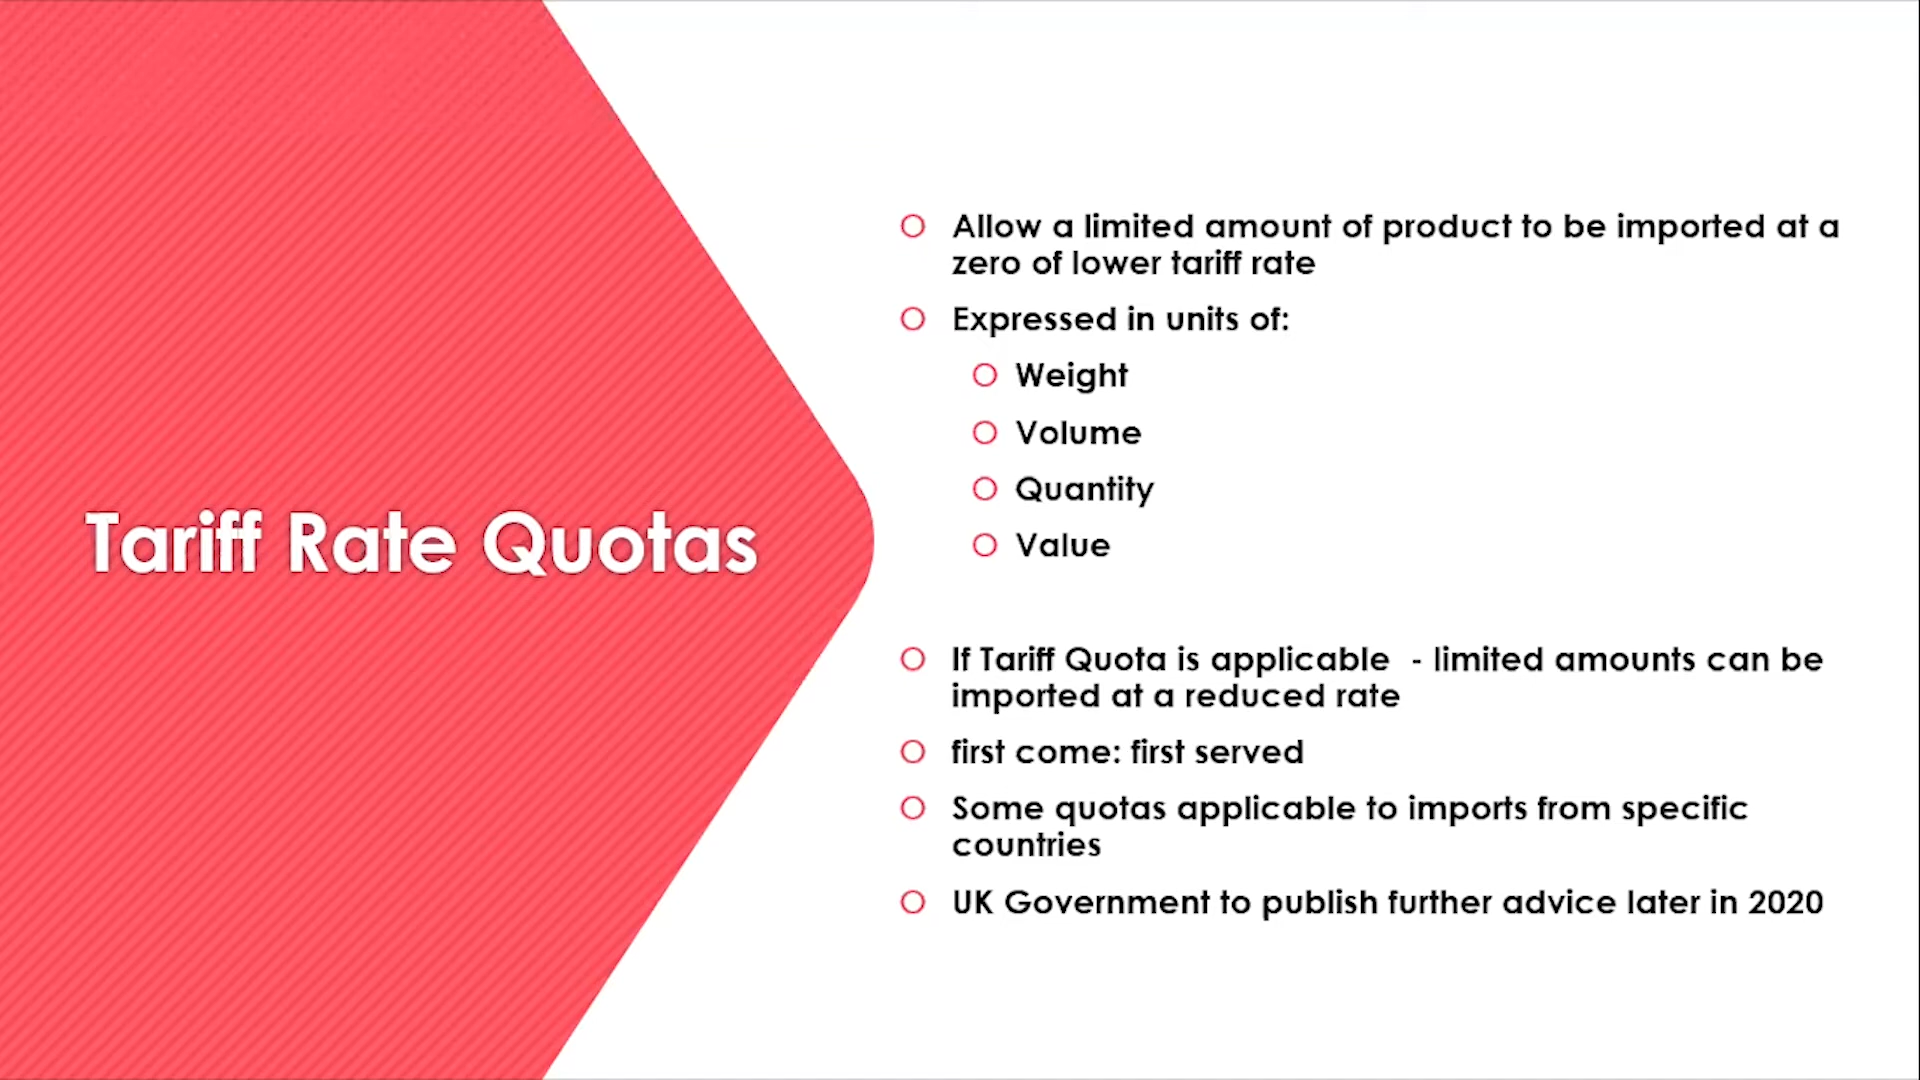 Tariff Rate Quotas
Allow a limited amount of product to be imported at a
zero of lower tariff rate
Expressed in units of:
Weight
Volume
Quantity
Value
If Tariff Quota is applicable  - limited amounts can be
imported at a reduced rate
first come: first served
Some quotas applicable to imports from specific
countries
UK Government to publish further advice later in 2020